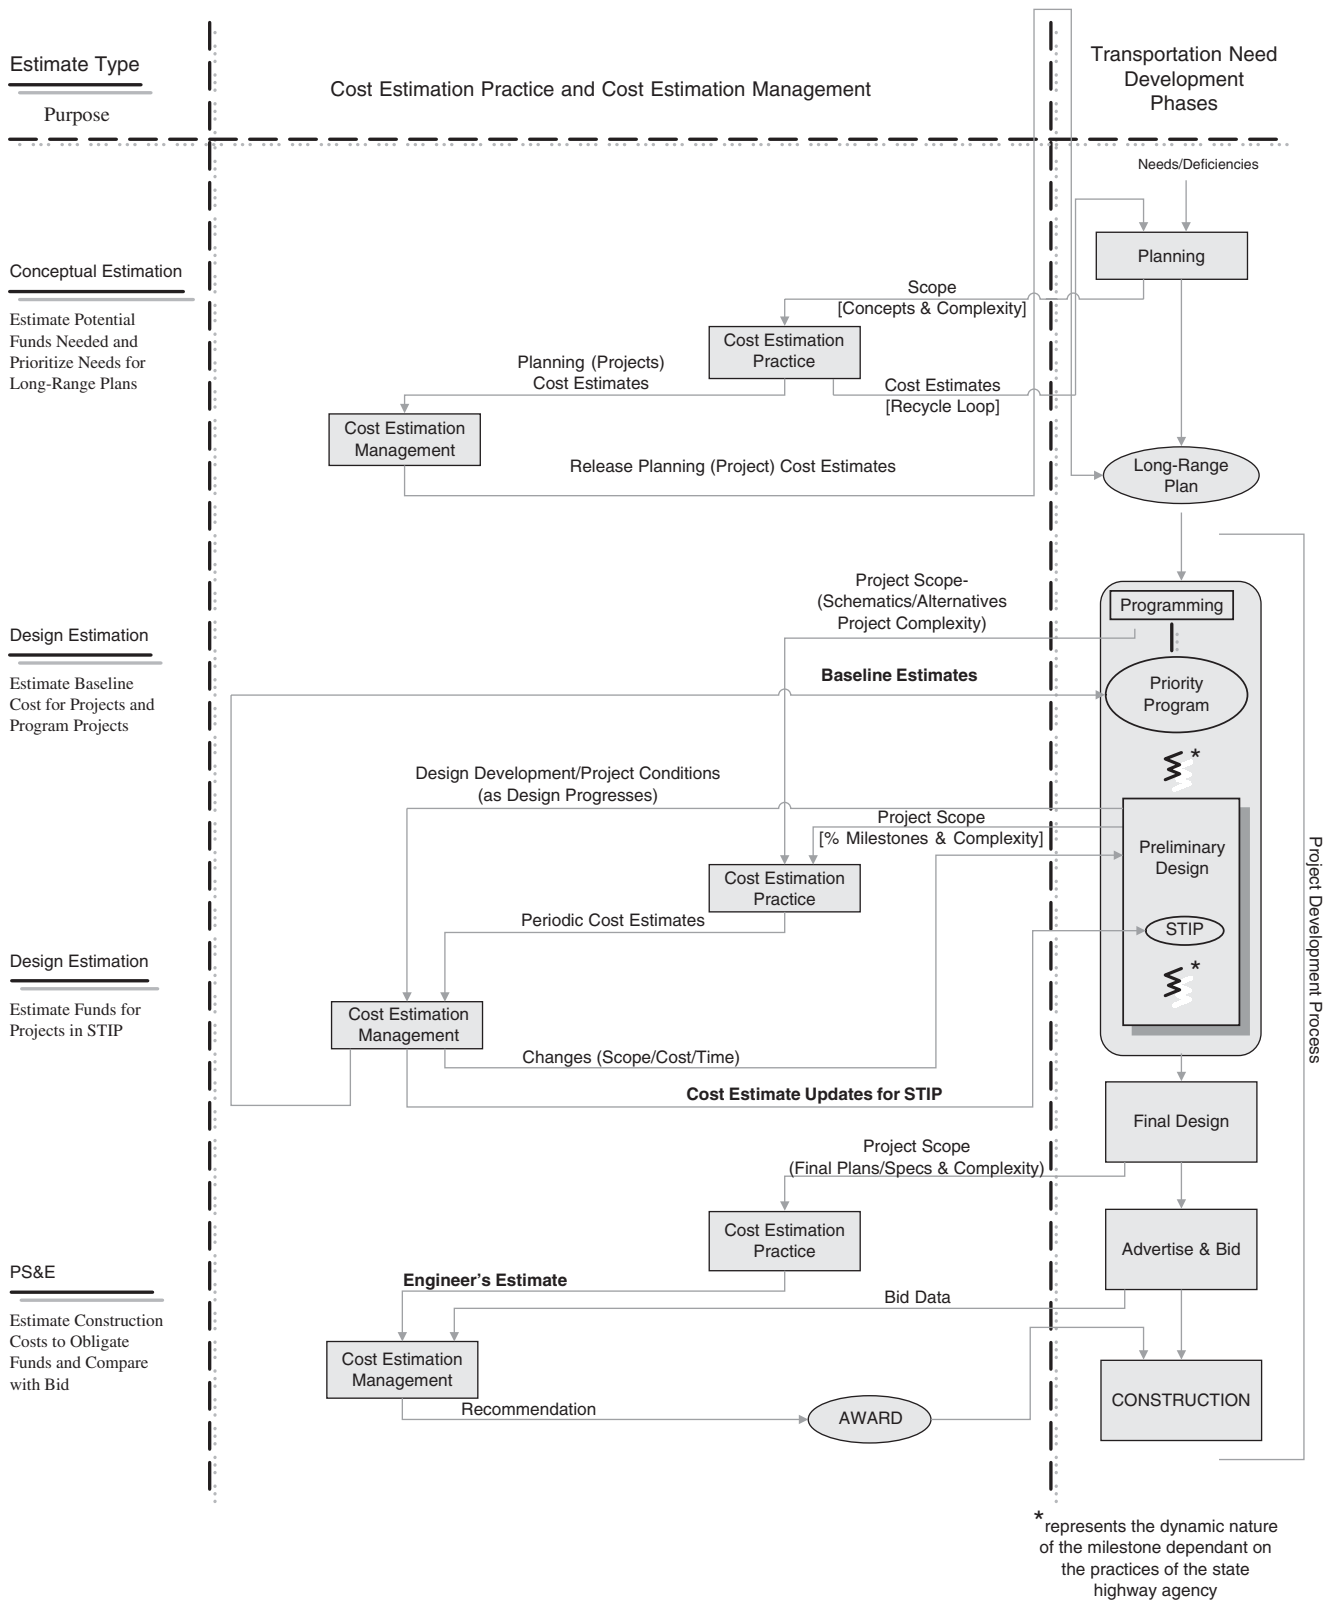 Estimate Type
Purpose
Cost Estimation Practice and Cost Estimation Management
Transportation Need
Development
Phases
Needs/Deficiencies
Planning
Conceptual Estimation
Estimate Potential
Funds Needed and
Prioritize Needs for
Long-Range Plans
Scope
[Concepts & Complexity]
Cost Estimation
Practice
Planning (Projects)
Cost Estimates
Cost Estimates
[Recycle Loop]
Cost Estimation
Management
Release Planning (Project) Cost Estimates
Long-Range
Plan
Project Scope-
(Schematics/Alternatives
Project Complexity)
Programming
Design Estimation
Estimate Baseline
Cost for Projects and
Program Projects
Baseline Estimates
Priority
Program
*
Design Development/Project Conditions
(as Design Progresses)
Project Scope
[% Milestones & Complexity]
Preliminary
Design
Cost Estimation
Practice
Periodic Cost Estimates
STIP
*
Project Development Process
Design Estimation
Estimate Funds for
Projects in STIP
Cost Estimation
Management
Changes (Scope/Cost/Time)
Cost Estimate Updates for STIP
Final Design
Project Scope
(Final Plans/Specs & Complexity)
Cost Estimation
Practice
Advertise & Bid
PS&E
Estimate Construction
Costs to Obligate
Funds and Compare
with Bid
Engineer’s Estimate
Bid Data
Cost Estimation
Management
Recommendation
AWARD
CONSTRUCTION
*represents the dynamic nature
of the milestone dependant on
the practices of the state
highway agency